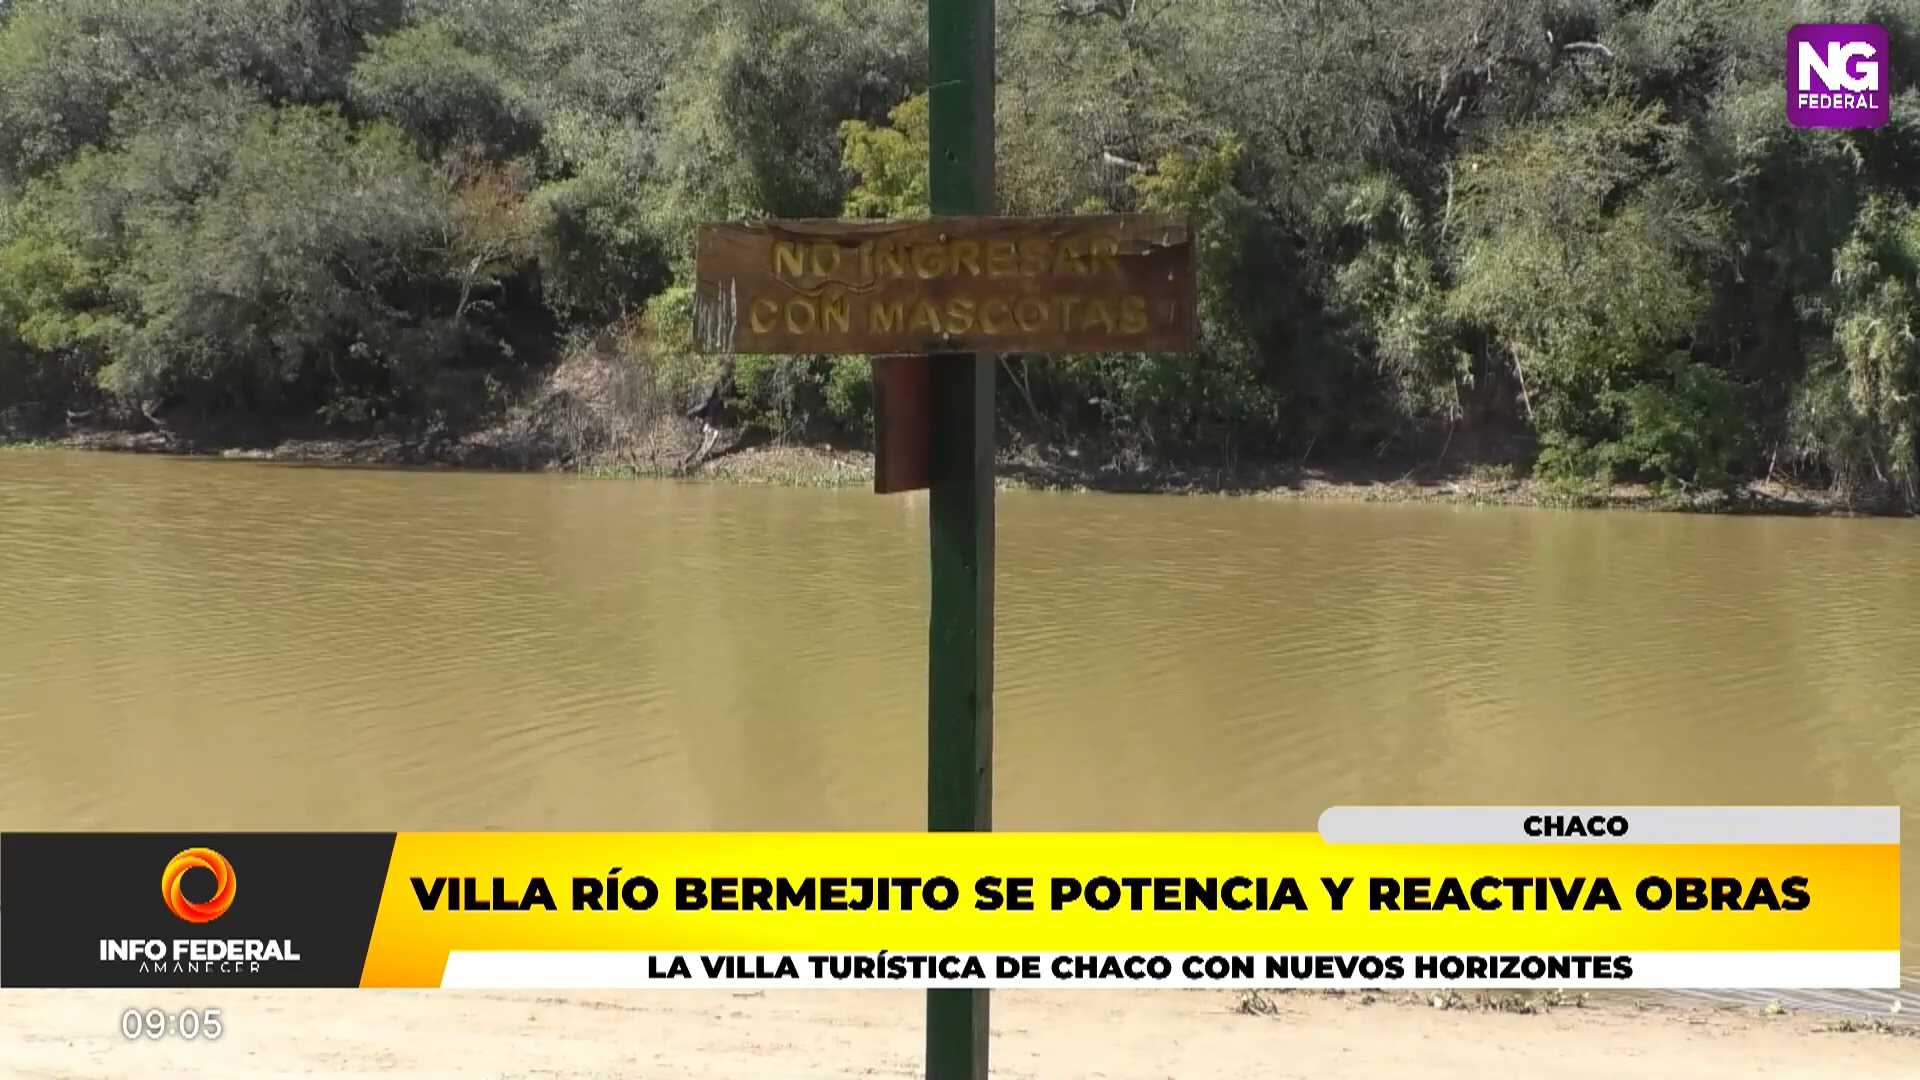 NG
FEDERAL
NO INGRESAR
CON MASCOTAS
CHACO
VILLA RÍO BERMEJITO SE POTENCIA Y REACTIVA OBRAS
LA VILLA TURÍSTICA DE CHACO CON NUEVOS HORIZONTES
INFO FEDERAL
AMANECER
09:05